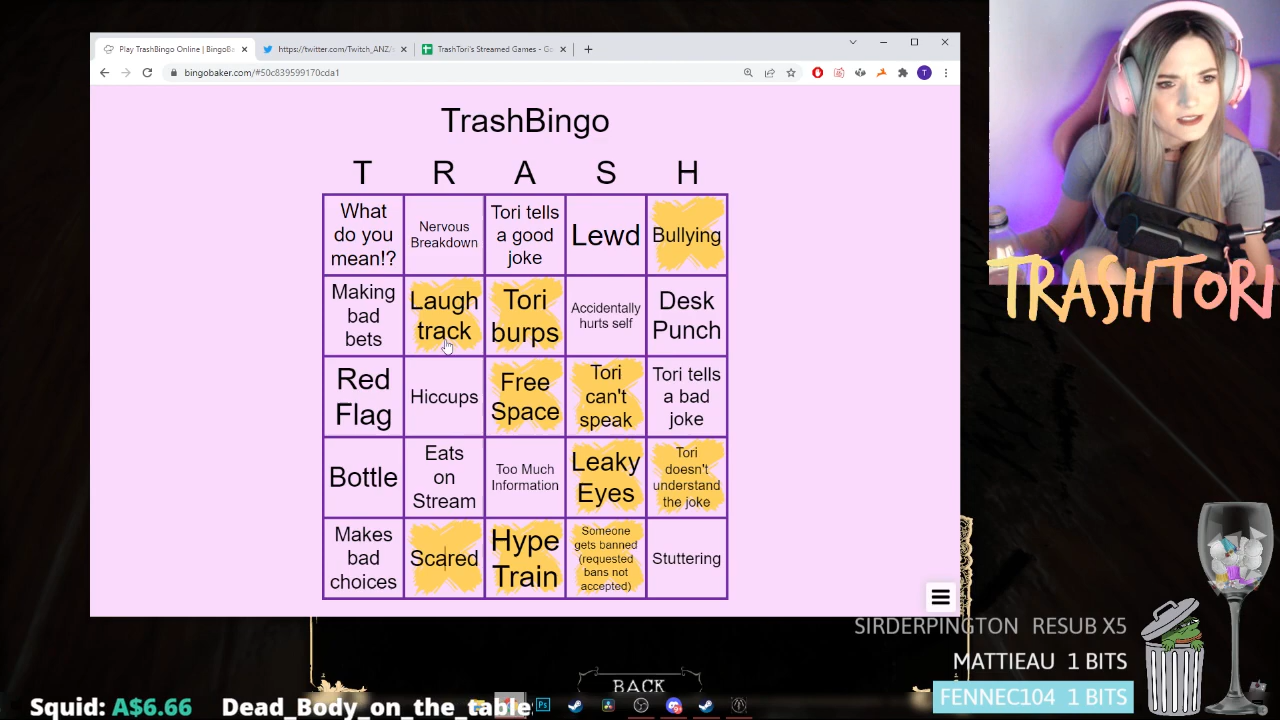 Play TrashBingo Online | BingoBa
https://twitter.com/Twitch_ANZ/s
TrashTori's Streamed Games - Go
bingobaker.com/#50c839599170cda1
T
TrashBingo
T R A S H
What
do you
mean!?
Nervous
Breakdown
Tori tells
a good
joke
Lewd
Bullying
Making
bad
bets
Laugh
track
Tori
burps
Accidentally
hurts self
Desk
Punch
Red
Flag
Hiccups
Free
Space
Tori
can't
speak
Tori tells
a bad
joke
Bottle
Eats
on
Stream
Too Much
Information
Leaky
Eyes
Tori
doesn't
understand
the joke
Makes
bad
choices
Scared
Hype
Train
Someone
gets banned
(requested
bans not
accepted)
Stuttering
TRASHTORI
SIRDERPINGTON RESUB X5
MATTIEAU 1 BITS
FENNEC104 1 BITS
BACK
Squid: A$6.66 Dead_Body_on_the_table
Ps